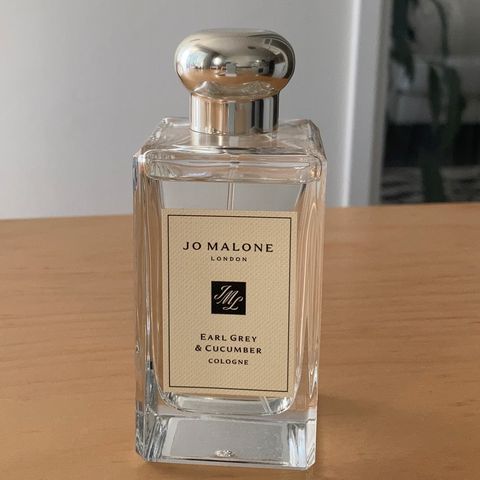 JO MALONE
LONDON
JML
EARL GREY
& CUCUMBER
COLOGNE